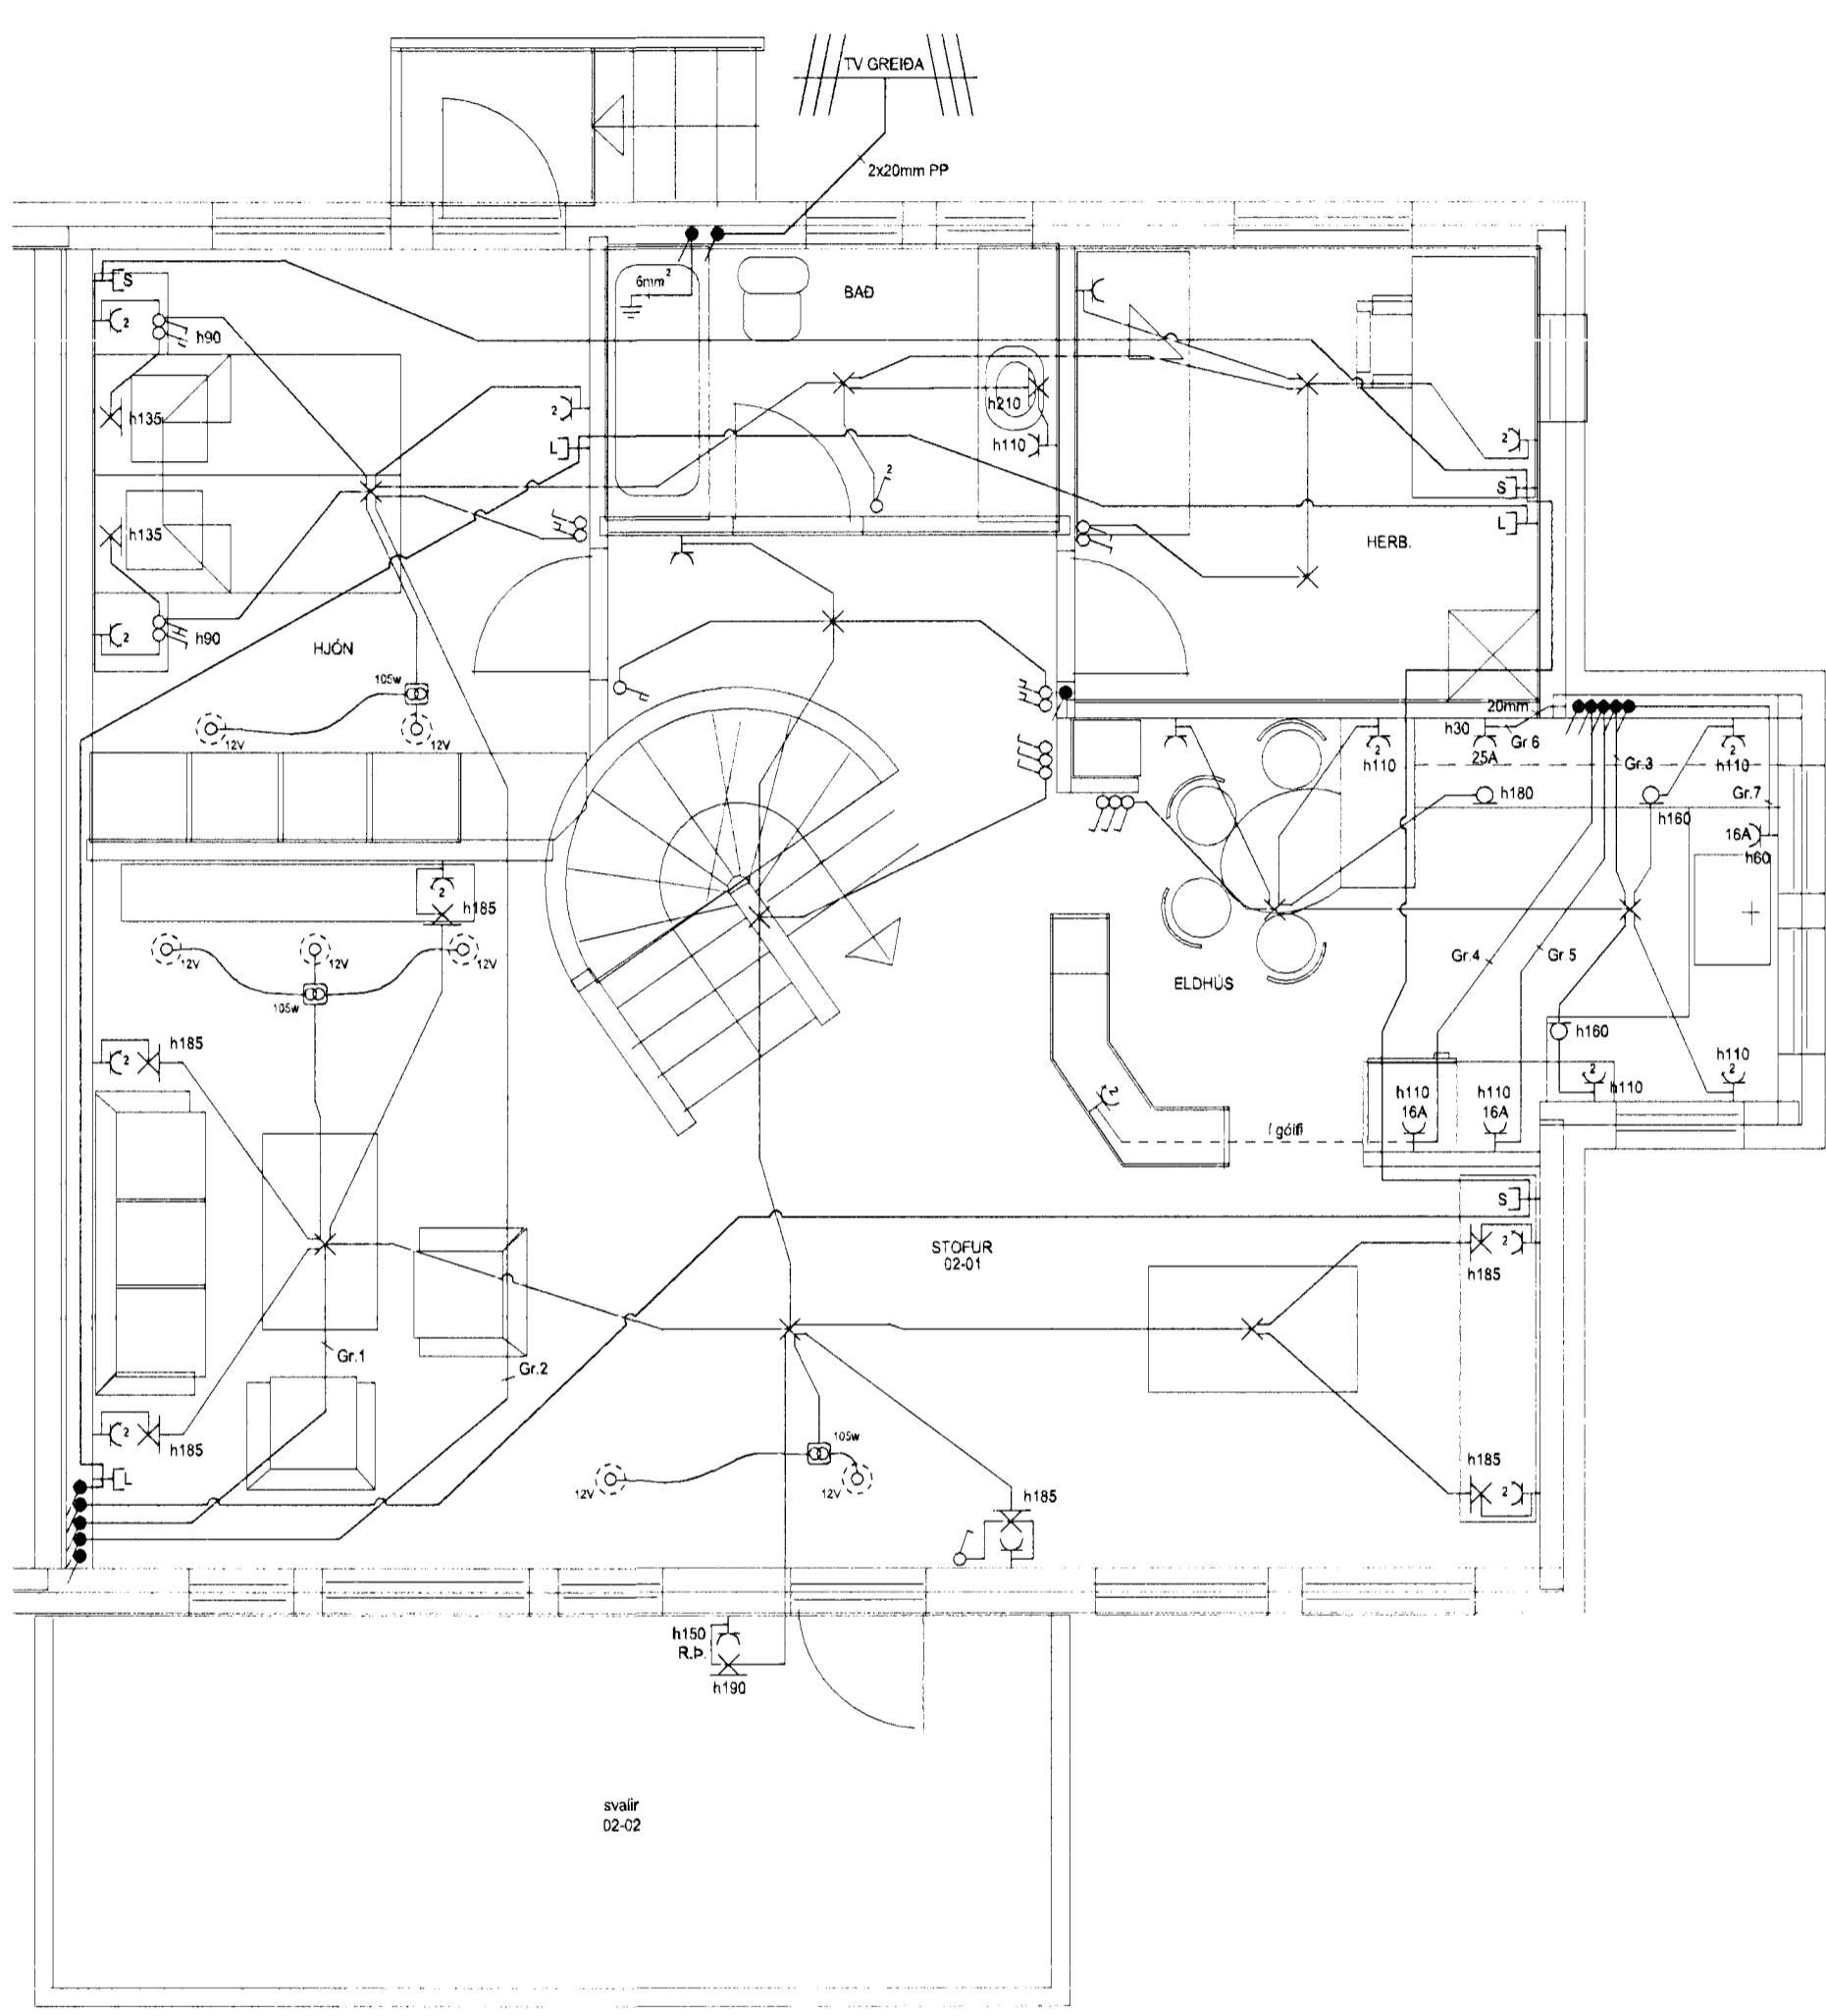 TV GREIÐA
2x20mm PP
S
6mm²
BAÐ
2
h90
h135
2
h210
L
h110
2
2
S
h135
L
HERB.
2
h90
HJÓN
105w
12V
12V
20mm
h30
Gr.6
25A
2
h110
Gr.3
2
h110
h180
Gr.7
h160
16A
h60
2
h185
12V
12V
12V
105w
Gr.4
Gr.5
ELDHÚS
h160
2
h185
h110
2
2
h110
2
h110
16A
h110
16A
Í gólfi
S
STOFUR
02-01
2
h185
Gr.1
Gr.2
2
h185
105w
12V
12V
h185
2
L
h185
h150
R.Þ.
h190
svalir
02-02